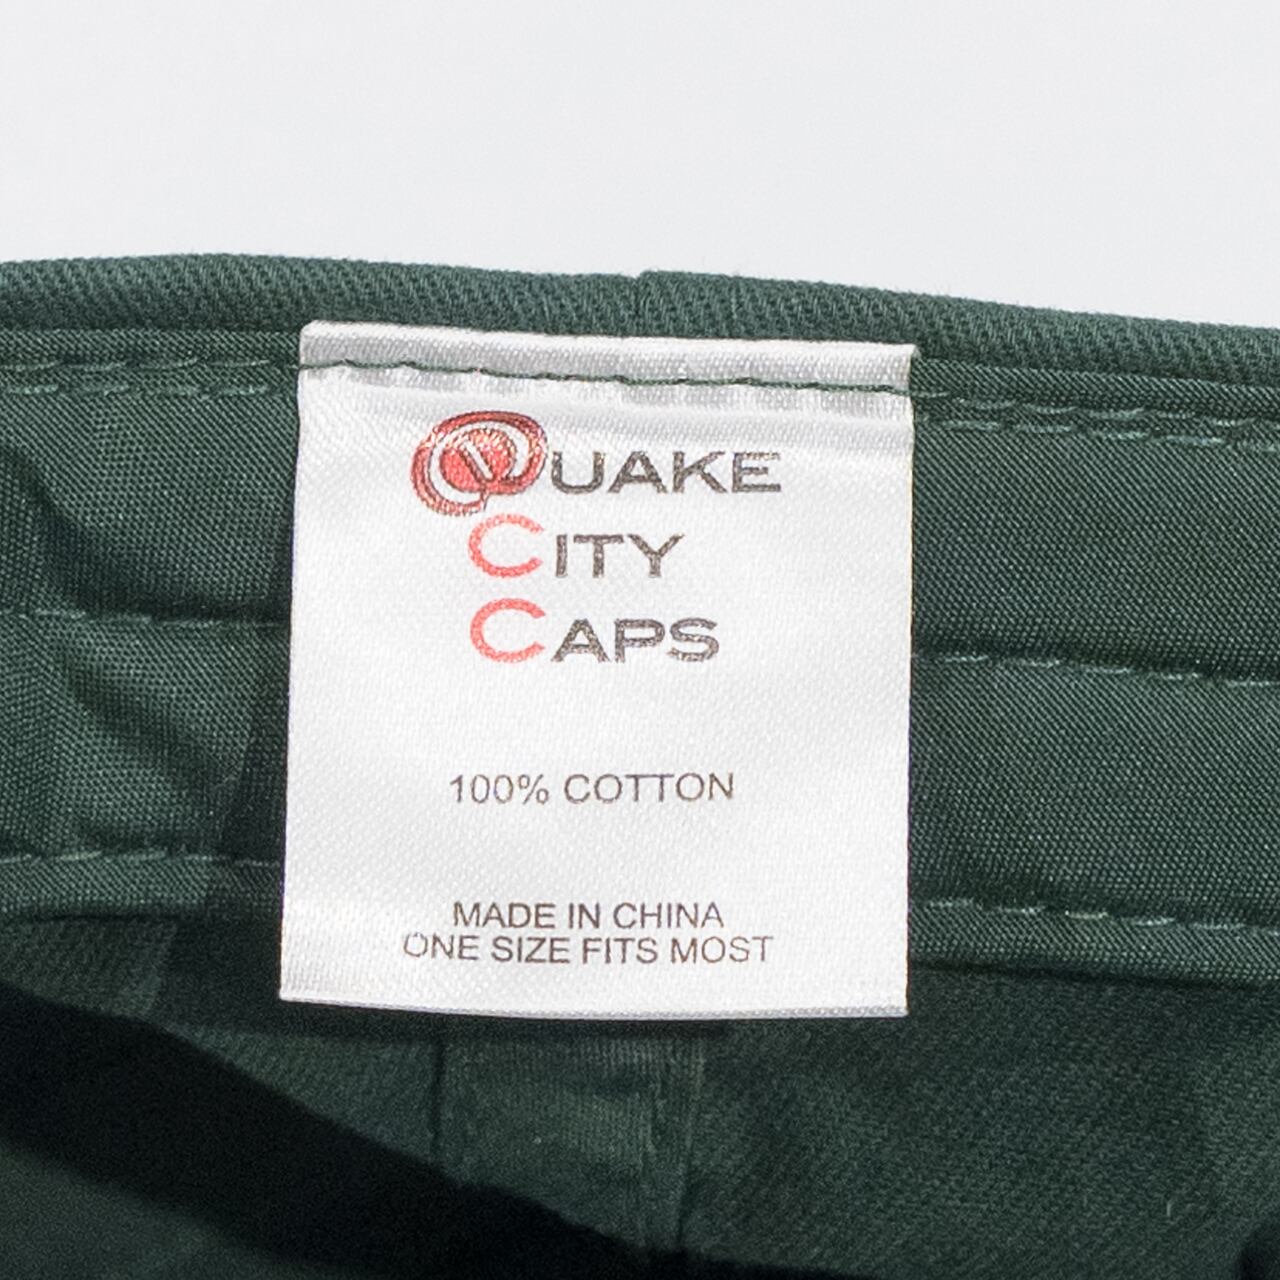 QUAKE
CITY
CAPS
100% COTTON
MADE IN CHINA
ONE SIZE FITS MOST